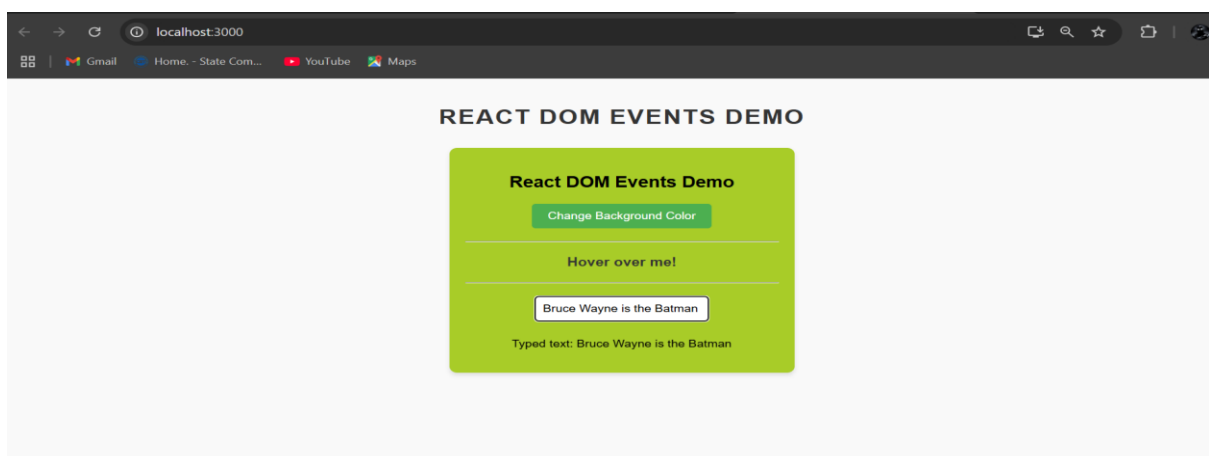 localhost:3000
Gmail Home. - State Com... YouTube Maps
REACT DOM EVENTS DEMO
React DOM Events Demo
Change Background Color
Hover over me!
Bruce Wayne is the Batman
Typed text: Bruce Wayne is the Batman